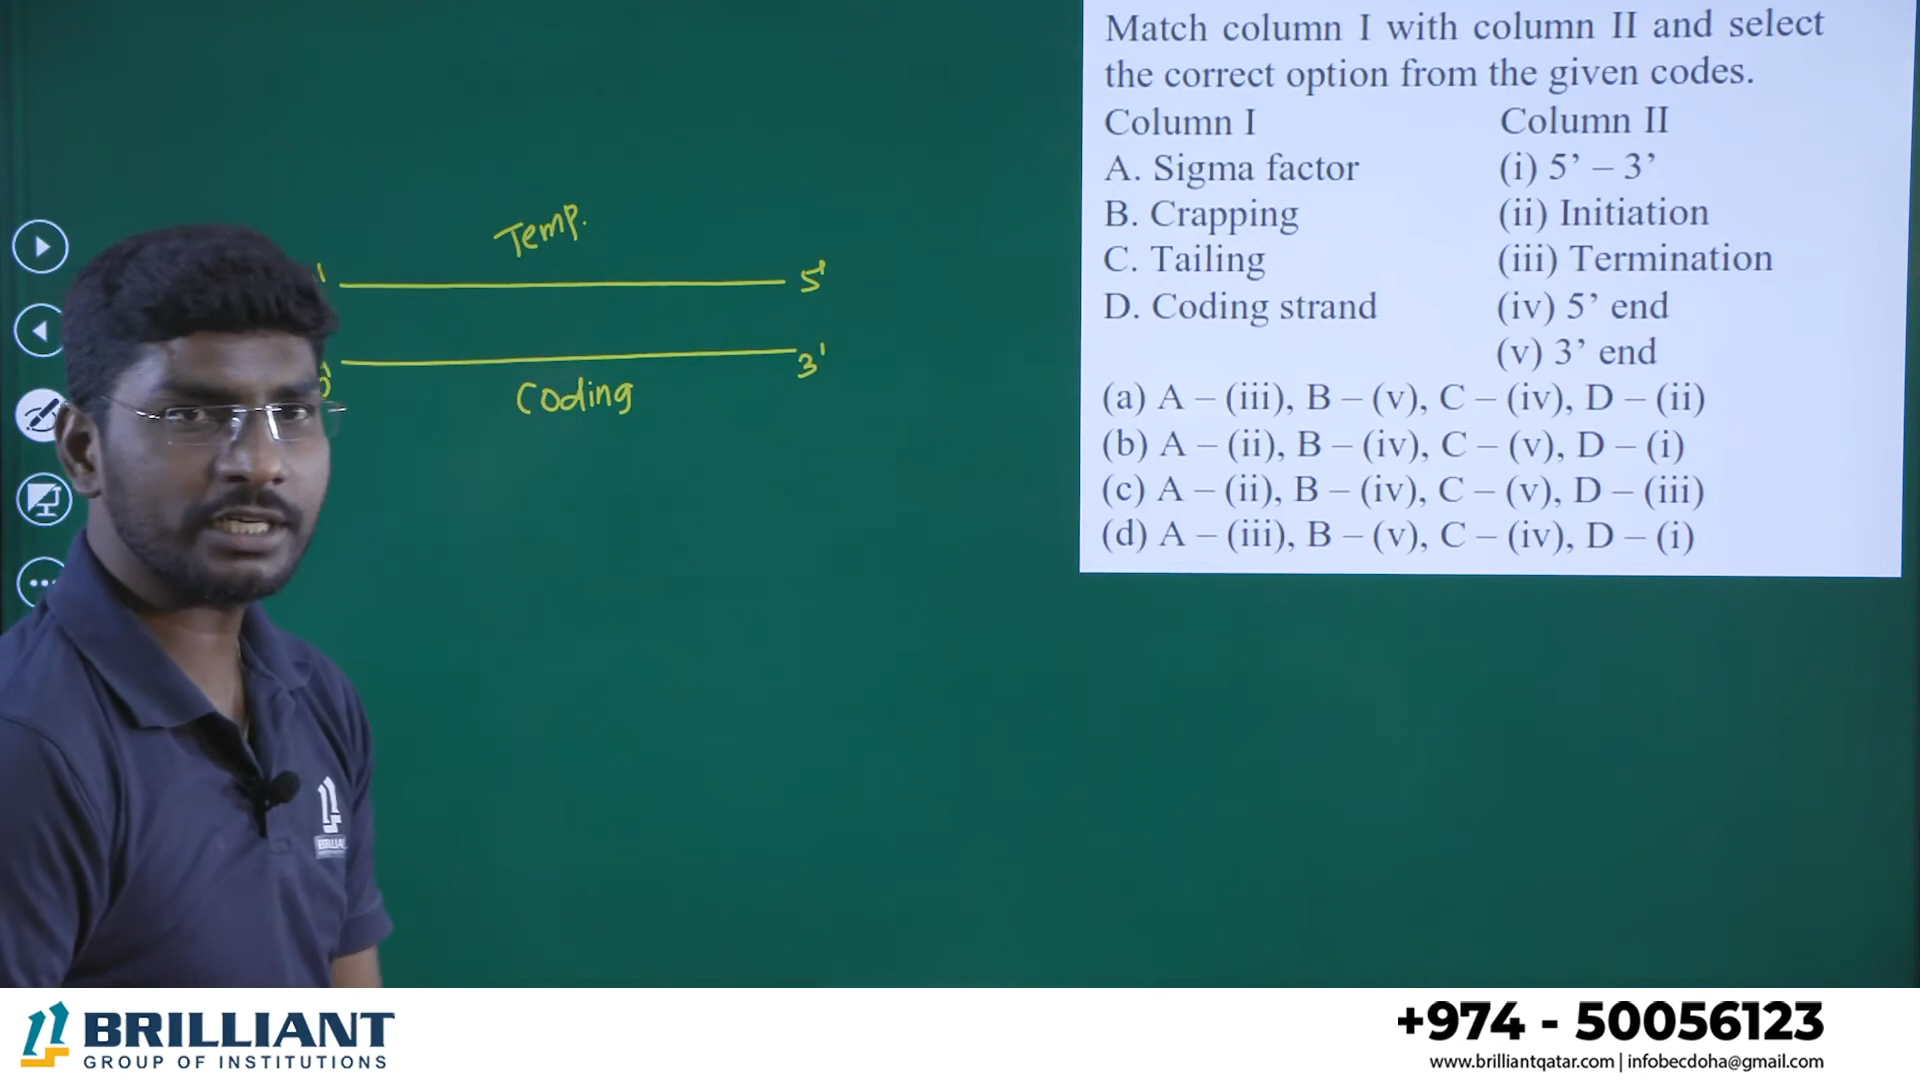 Match column I with column II and select
the correct option from the given codes.
Column I Column II
A. Sigma factor (i) 5’ – 3’
B. Crapping (ii) Initiation
C. Tailing (iii) Termination
D. Coding strand (iv) 5’ end
(v) 3’ end
(a) A – (iii), B – (v), C – (iv), D – (ii)
(b) A – (ii), B – (iv), C – (v), D – (i)
(c) A – (ii), B – (iv), C – (v), D – (iii)
(d) A – (iii), B – (v), C – (iv), D – (i)
Temp.
5'
3'
Coding
BRILLIANT
GROUP OF INSTITUTIONS
+974 - 50056123
www.brilliantqatar.com | infobecdoha@gmail.com